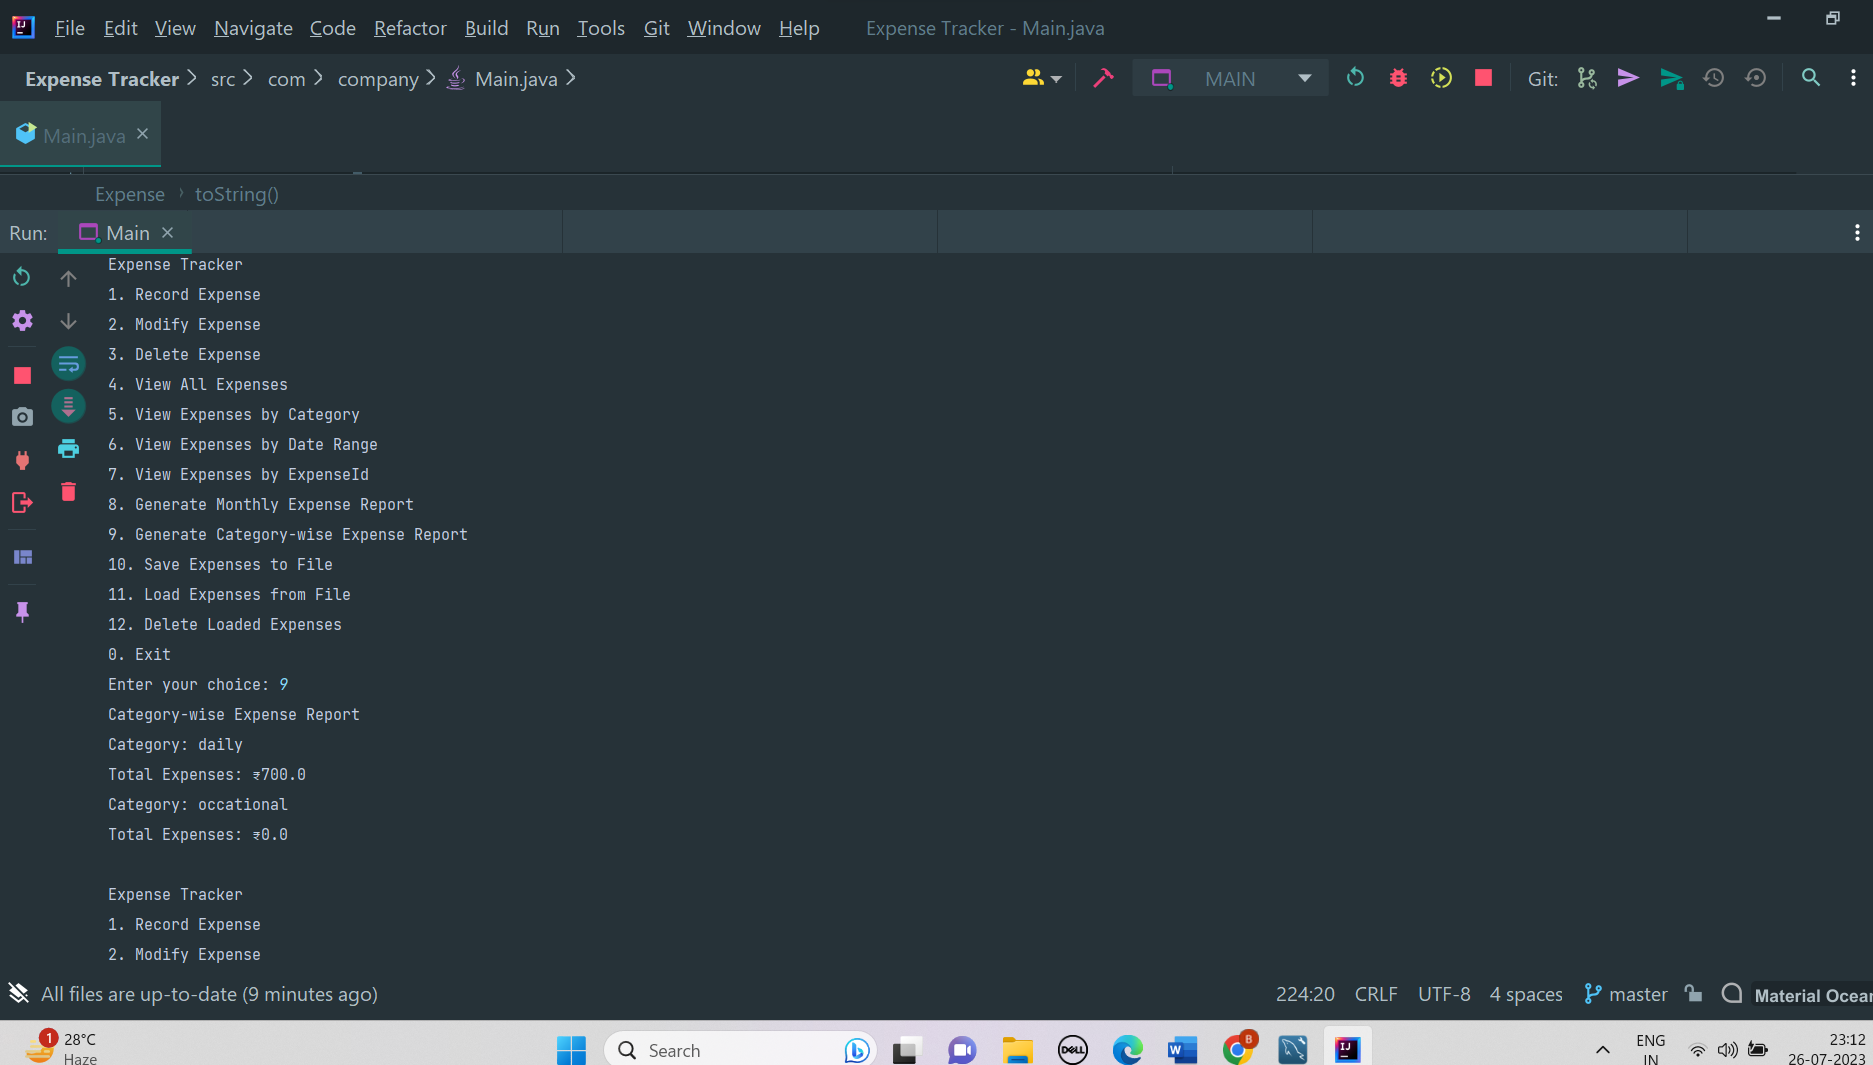 File Edit View Navigate Code Refactor Build Run Tools Git Window Help Expense Tracker - Main.java
Expense Tracker src com company Main.java MAIN Git:
Main.java
Expense toString()
Run: Main
Expense Tracker
1. Record Expense
2. Modify Expense
3. Delete Expense
4. View All Expenses
5. View Expenses by Category
6. View Expenses by Date Range
7. View Expenses by ExpenseId
8. Generate Monthly Expense Report
9. Generate Category-wise Expense Report
10. Save Expenses to File
11. Load Expenses from File
12. Delete Loaded Expenses
0. Exit
Enter your choice: 9
Category-wise Expense Report
Category: daily
Total Expenses: ₹700.0
Category: occational
Total Expenses: ₹0.0
Expense Tracker
1. Record Expense
2. Modify Expense
All files are up-to-date (9 minutes ago) 224:20 CRLF UTF-8 4 spaces master Material Ocea
1 28°C Search DELL W B IJ ENG 23:12
Haze IN 26-07-2023